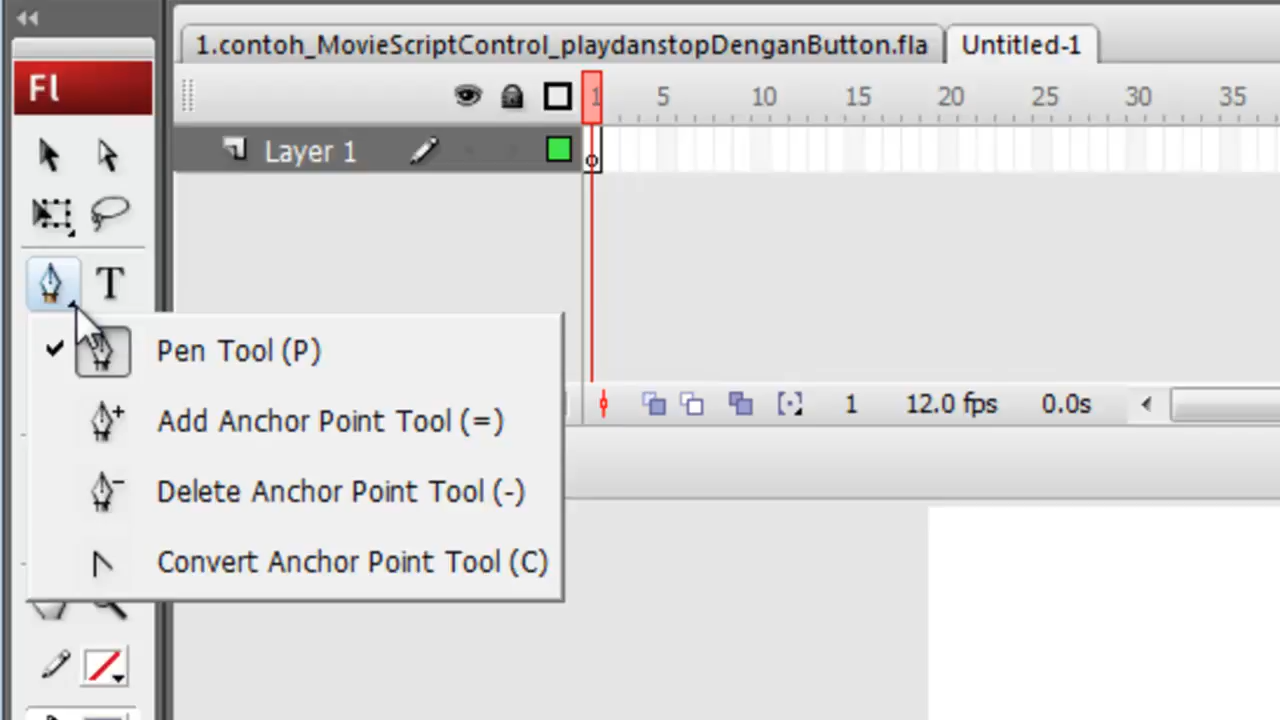 1.contoh_MovieScriptControl_playdanstopDenganButton.fla
Untitled-1
Fl
1 5 10 15 20 25 30 35
Layer 1
T
Pen Tool (P)
Add Anchor Point Tool (=)
Delete Anchor Point Tool (-)
Convert Anchor Point Tool (C)
1 12.0 fps 0.0s